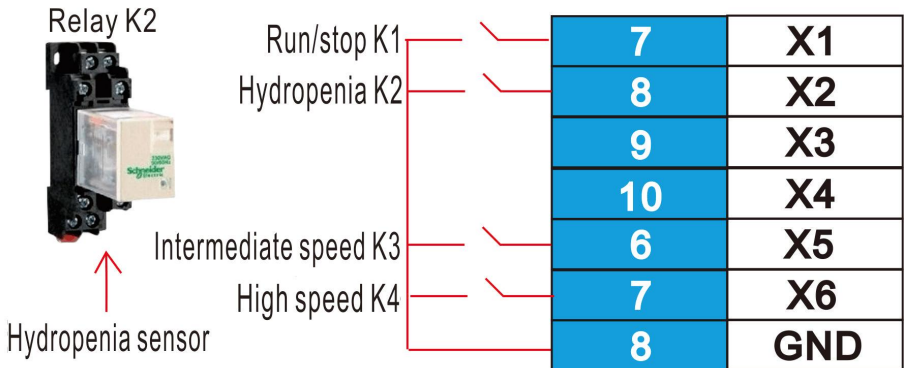 Relay K2
Schneider
Hydropenia sensor
Run/stop K1
Hydropenia K2
Intermediate speed K3
High speed K4
7 X1
8 X2
9 X3
10 X4
6 X5
7 X6
8 GND